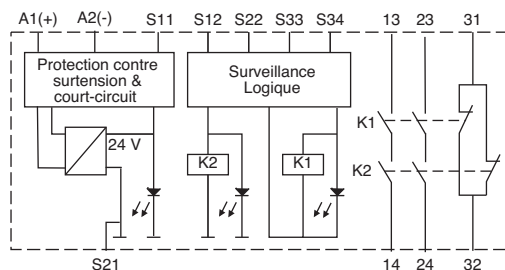 A1(+) A2(-) S11 S12 S22 S33 S34 13 23 31
Protection contre
surtension &
court-circuit
Surveillance
Logique
24 V
K1
K2 K1
K2
S21 14 24 32